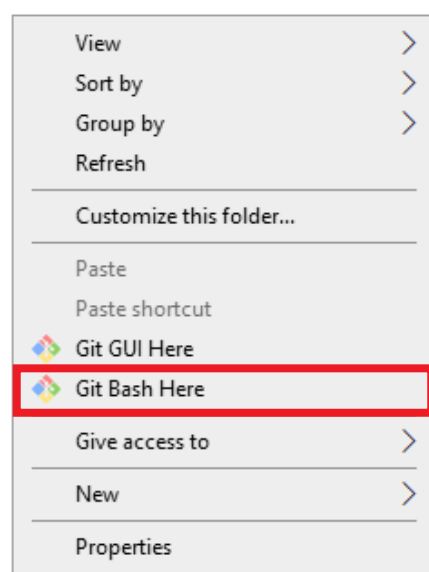 View
Sort by
Group by
Refresh
Customize this folder...
Paste
Paste shortcut
Git GUI Here
Git Bash Here
Give access to
New
Properties